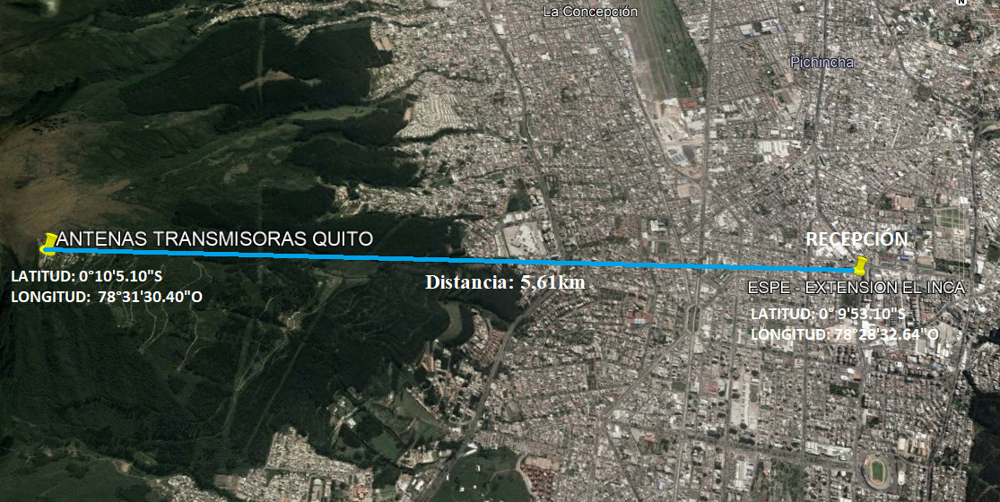 La Concepción
N
Pichincha
ANTENAS TRANSMISORAS QUITO
LATITUD: 0°10'5.10"S
LONGITUD:  78°31'30.40"O
Distancia: 5,61km
RECEPCIÓN
ESPE - EXTENSION EL INCA
LATITUD: 0° 9'53.10"S
LONGITUD: 78°28'32.64"O